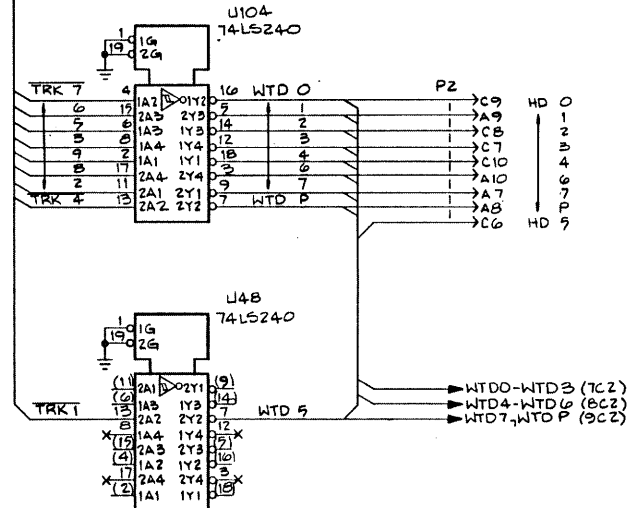 U104
74LS240
1 1G
19 2G
TRK 7 4 1A2 1Y2 16 WTD 0 P2 C9 HD 0
6 15 2A3 2Y3 5 1 A9 1
5 6 1A3 1Y3 14 2 C8 2
3 8 1A4 1Y4 12 3 C7 3
9 2 1A1 1Y1 18 4 C10 4
8 17 2A4 2Y4 3 6 A10 6
2 11 2A1 2Y1 9 7 A7 7
TRK 4 13 2A2 2Y2 7 WTD P A8 P
C6 HD 5
U48
74LS240
1 1G
19 2G
(11) 2A1 2Y1 (9) WTD0-WTD3 (7C2)
(6) 1A3 1Y3 (14) WTD4-WTD6 (8C2)
TRK 1 13 2A2 2Y2 7 WTD 5 WTD7,WTD P (9C2)
8 1A4 1Y4 12
(15) 2A3 2Y3 (5)
(4) 1A2 1Y2 (16)
17 2A4 2Y4 3
(2) 1A1 1Y1 (18)